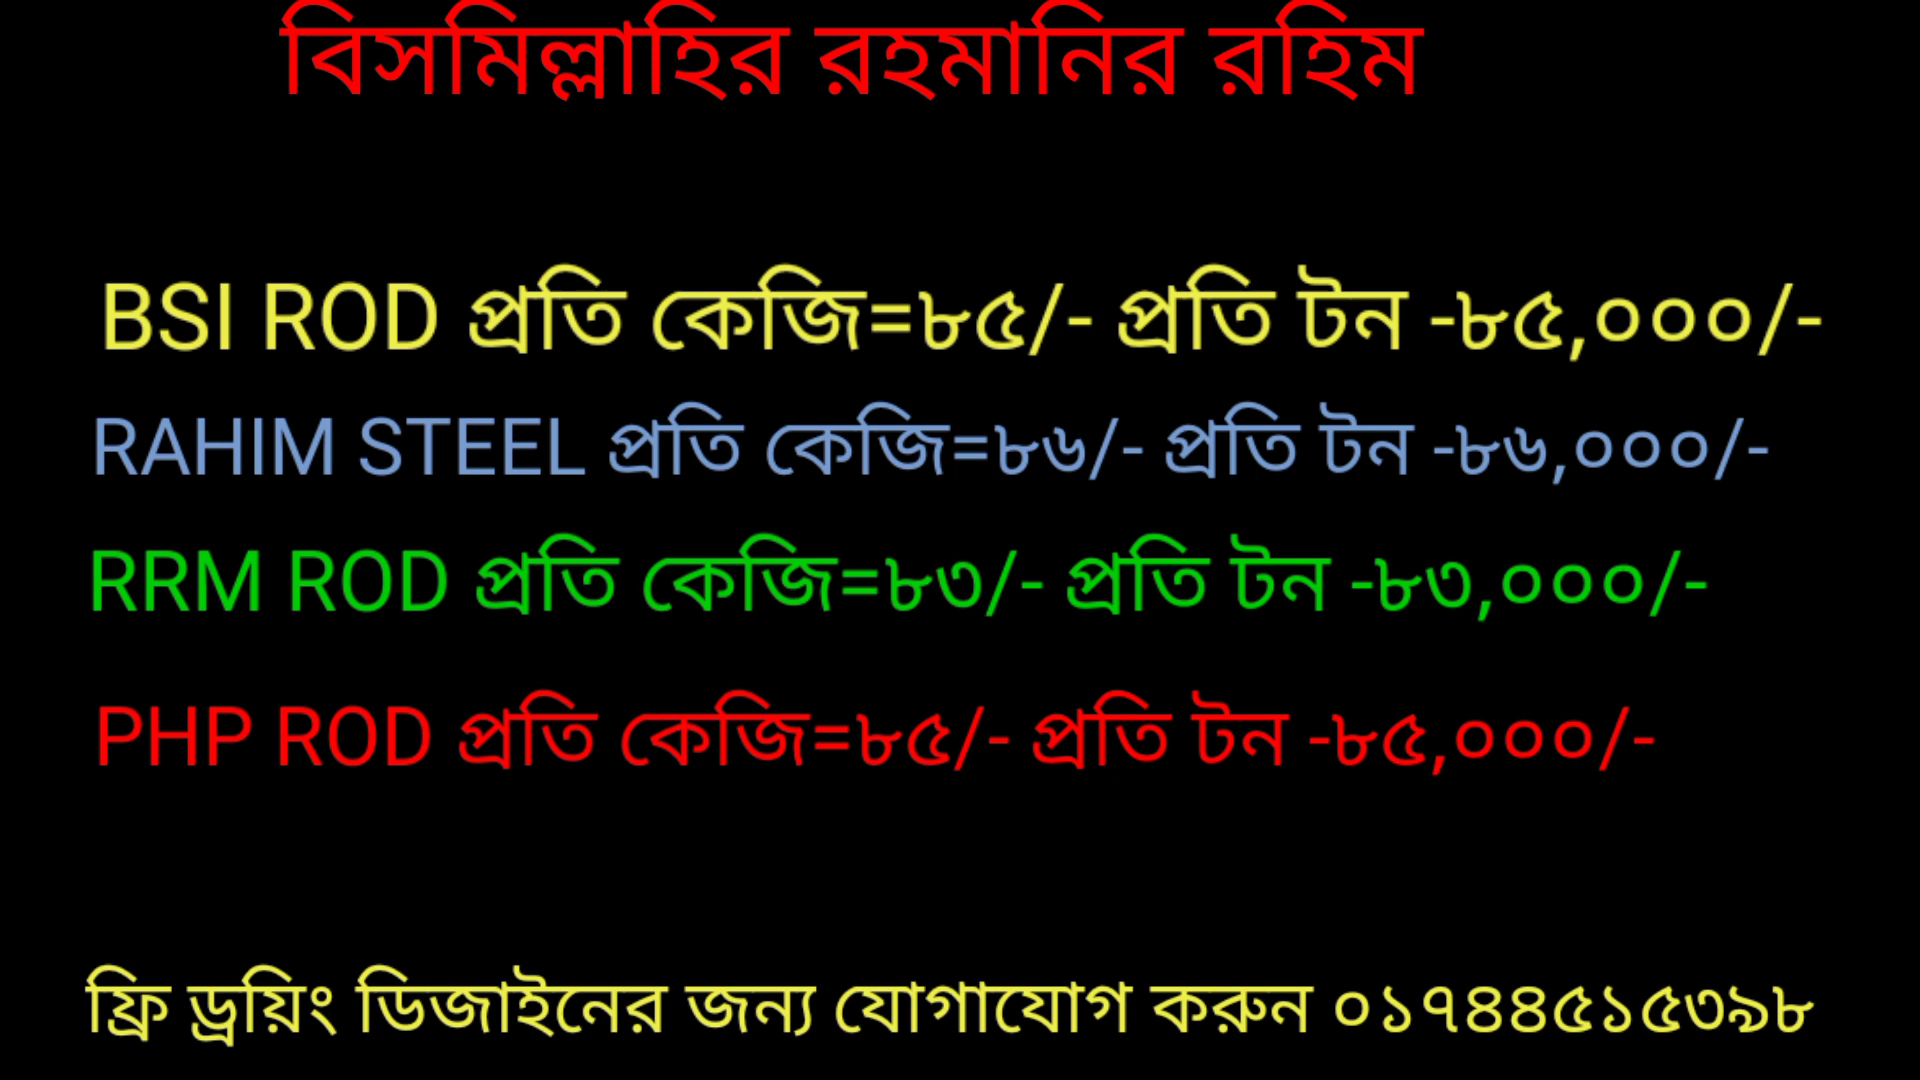 বিসমিল্লাহির রহমানির রহিম
BSI ROD প্রতি কেজি=৮৫/- প্রতি টন -৮৫,০০০/-
RAHIM STEEL প্রতি কেজি=৮৬/- প্রতি টন -৮৬,০০০/-
RRM ROD প্রতি কেজি=৮৩/- প্রতি টন -৮৩,০০০/-
PHP ROD প্রতি কেজি=৮৫/- প্রতি টন -৮৫,০০০/-
ফ্রি ড্রয়িং ডিজাইনের জন্য যোগাযোগ করুন ০১৭৪৪৫১৫৩৯৮